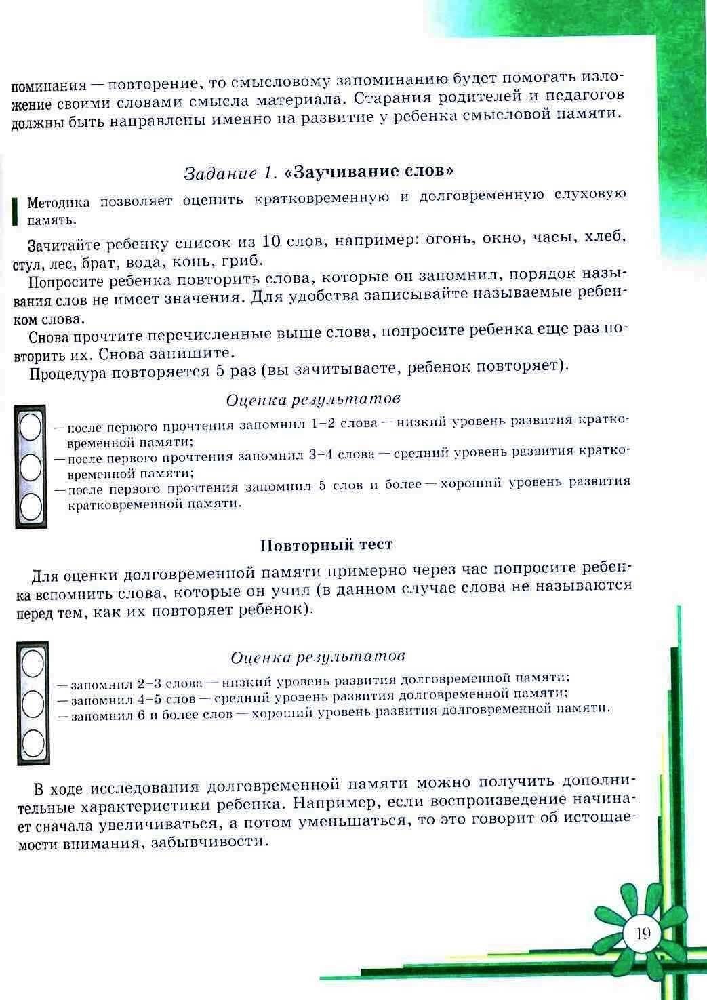 поминания — повторение, то смысловому запоминанию будет помогать изло-
жение своими словами смысла материала. Старания родителей и педагогов
должны быть направлены именно на развитие у ребенка смысловой памяти.
Задание 1. «Заучивание слов»
Методика позволяет оценить кратковременную и долговременную слуховую
память.
Зачитайте ребенку список из 10 слов, например: огонь, окно, часы, хлеб,
стул, лес, брат, вода, конь, гриб.
Попросите ребенка повторить слова, которые он запомнил, порядок назы-
вания слов не имеет значения. Для удобства записывайте называемые ребен-
ком слова.
Снова прочтите перечисленные выше слова, попросите ребенка еще раз по-
вторить их. Снова запишите.
Процедура повторяется 5 раз (вы зачитываете, ребенок повторяет).
Оценка результатов
— после первого прочтения запомнил 1–2 слова — низкий уровень развития кратко-
временной памяти;
— после первого прочтения запомнил 3–4 слова — средний уровень развития кратко-
временной памяти;
— после первого прочтения запомнил 5 слов и более — хороший уровень развития
кратковременной памяти.
Повторный тест
Для оценки долговременной памяти примерно через час попросите ребен-
ка вспомнить слова, которые он учил (в данном случае слова не называются
перед тем, как их повторяет ребенок).
Оценка результатов
— запомнил 2–3 слова — низкий уровень развития долговременной памяти;
— запомнил 4–5 слов — средний уровень развития долговременной памяти;
— запомнил 6 и более слов — хороший уровень развития долговременной памяти.
В ходе исследования долговременной памяти можно получить дополни-
тельные характеристики ребенка. Например, если воспроизведение начина-
ет сначала увеличиваться, а потом уменьшаться, то это говорит об истощае-
мости внимания, забывчивости.
19